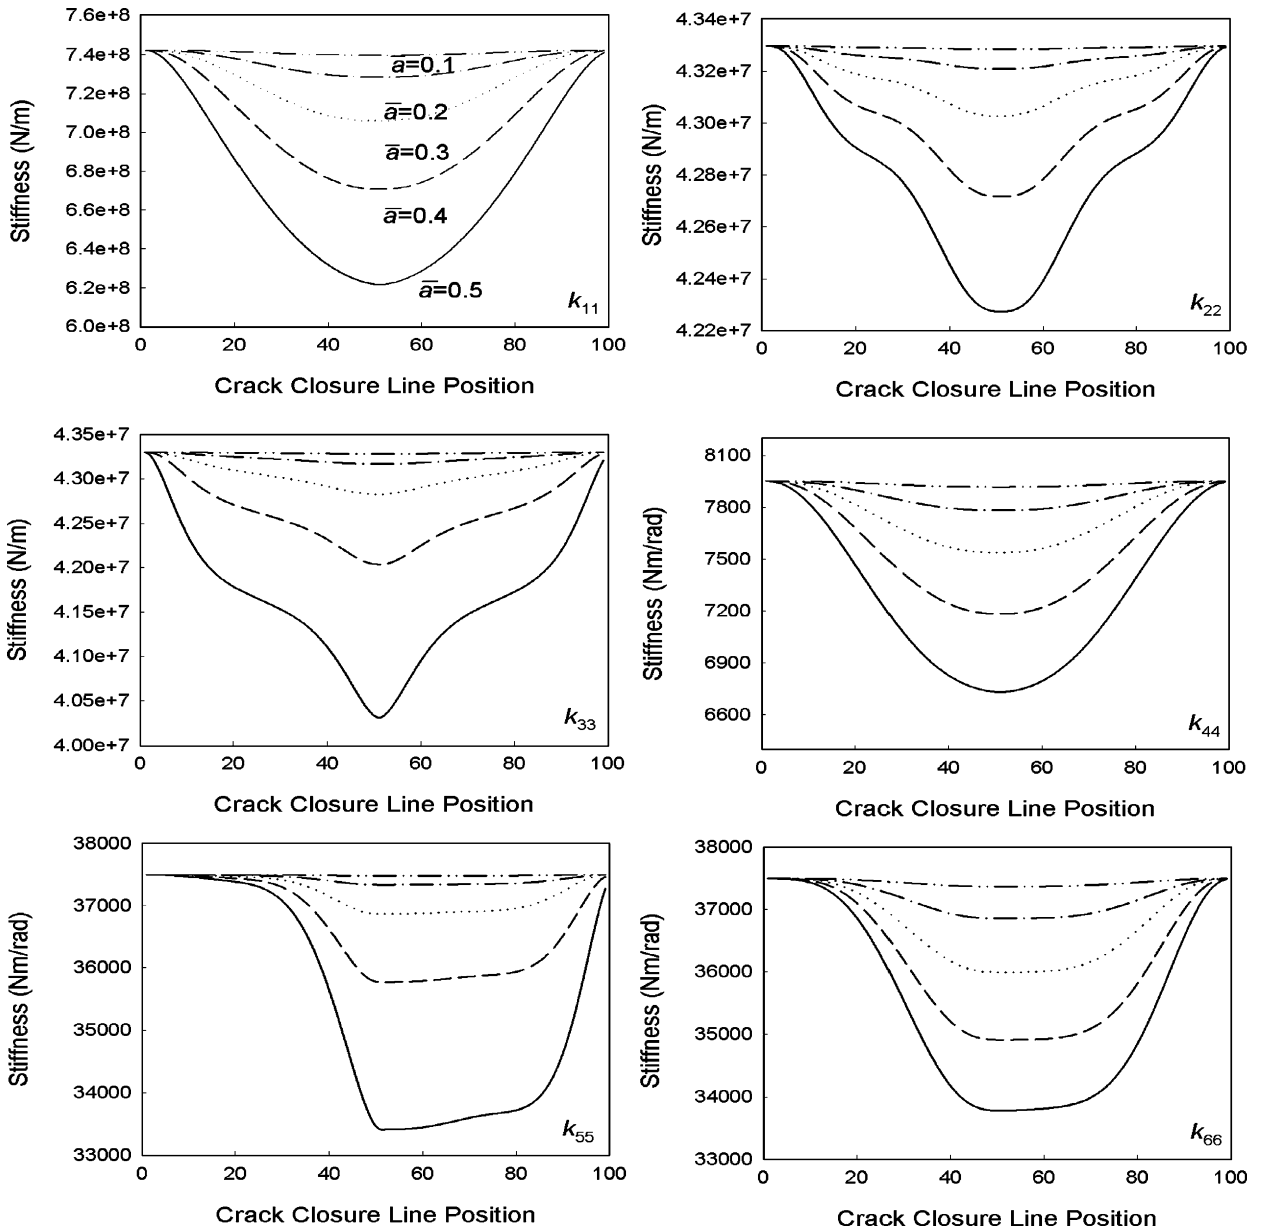 7.6e+8
7.4e+8
7.2e+8
7.0e+8
6.8e+8
6.6e+8
6.4e+8
6.2e+8
6.0e+8
Stiffness (N/m)
a=0.1
a̅=0.2
a̅=0.3
a̅=0.4
a̅=0.5
k11
0 20 40 60 80 100
Crack Closure Line Position
4.34e+7
4.32e+7
4.30e+7
4.28e+7
4.26e+7
4.24e+7
4.22e+7
Stiffness (N/m)
k22
0 20 40 60 80 100
Crack Closure Line Position
4.35e+7
4.30e+7
4.25e+7
4.20e+7
4.15e+7
4.10e+7
4.05e+7
4.00e+7
Stiffness (N/m)
k33
0 20 40 60 80 100
Crack Closure Line Position
8100
7800
7500
7200
6900
6600
Stiffness (Nm/rad)
k44
0 20 40 60 80 100
Crack Closure Line Position
38000
37000
36000
35000
34000
33000
Stiffness (Nm/rad)
k55
0 20 40 60 80 100
Crack Closure Line Position
38000
37000
36000
35000
34000
33000
Stiffness (Nm/rad)
k66
0 20 40 60 80 100
Crack Closure Line Position